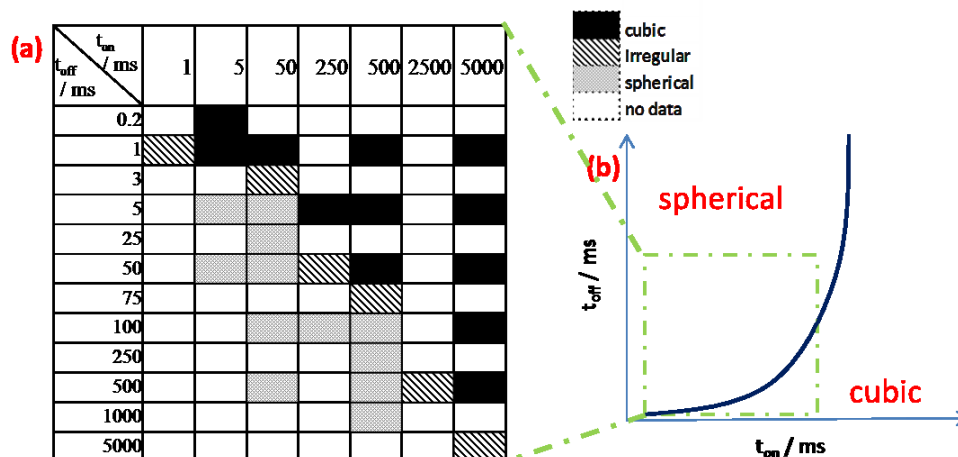 (a)
t_on / ms
t_off / ms
1 5 50 250 500 2500 5000
0.2
1
3
5
25
50
75
100
250
500
1000
5000
cubic
Irregular
spherical
no data
(b)
spherical
cubic
t_off / ms
t_on / ms